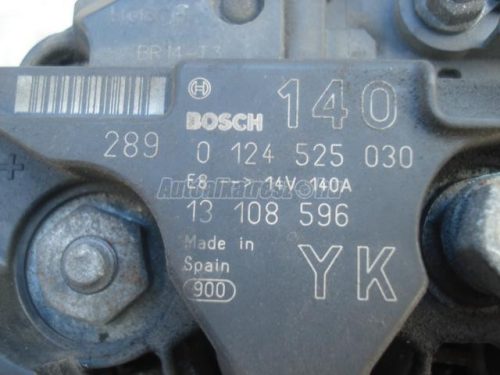 BOSCH 140
289 0 124 525 030
E8 --> 14V 140A
13 108 596
Made in
Spain YK
900
+